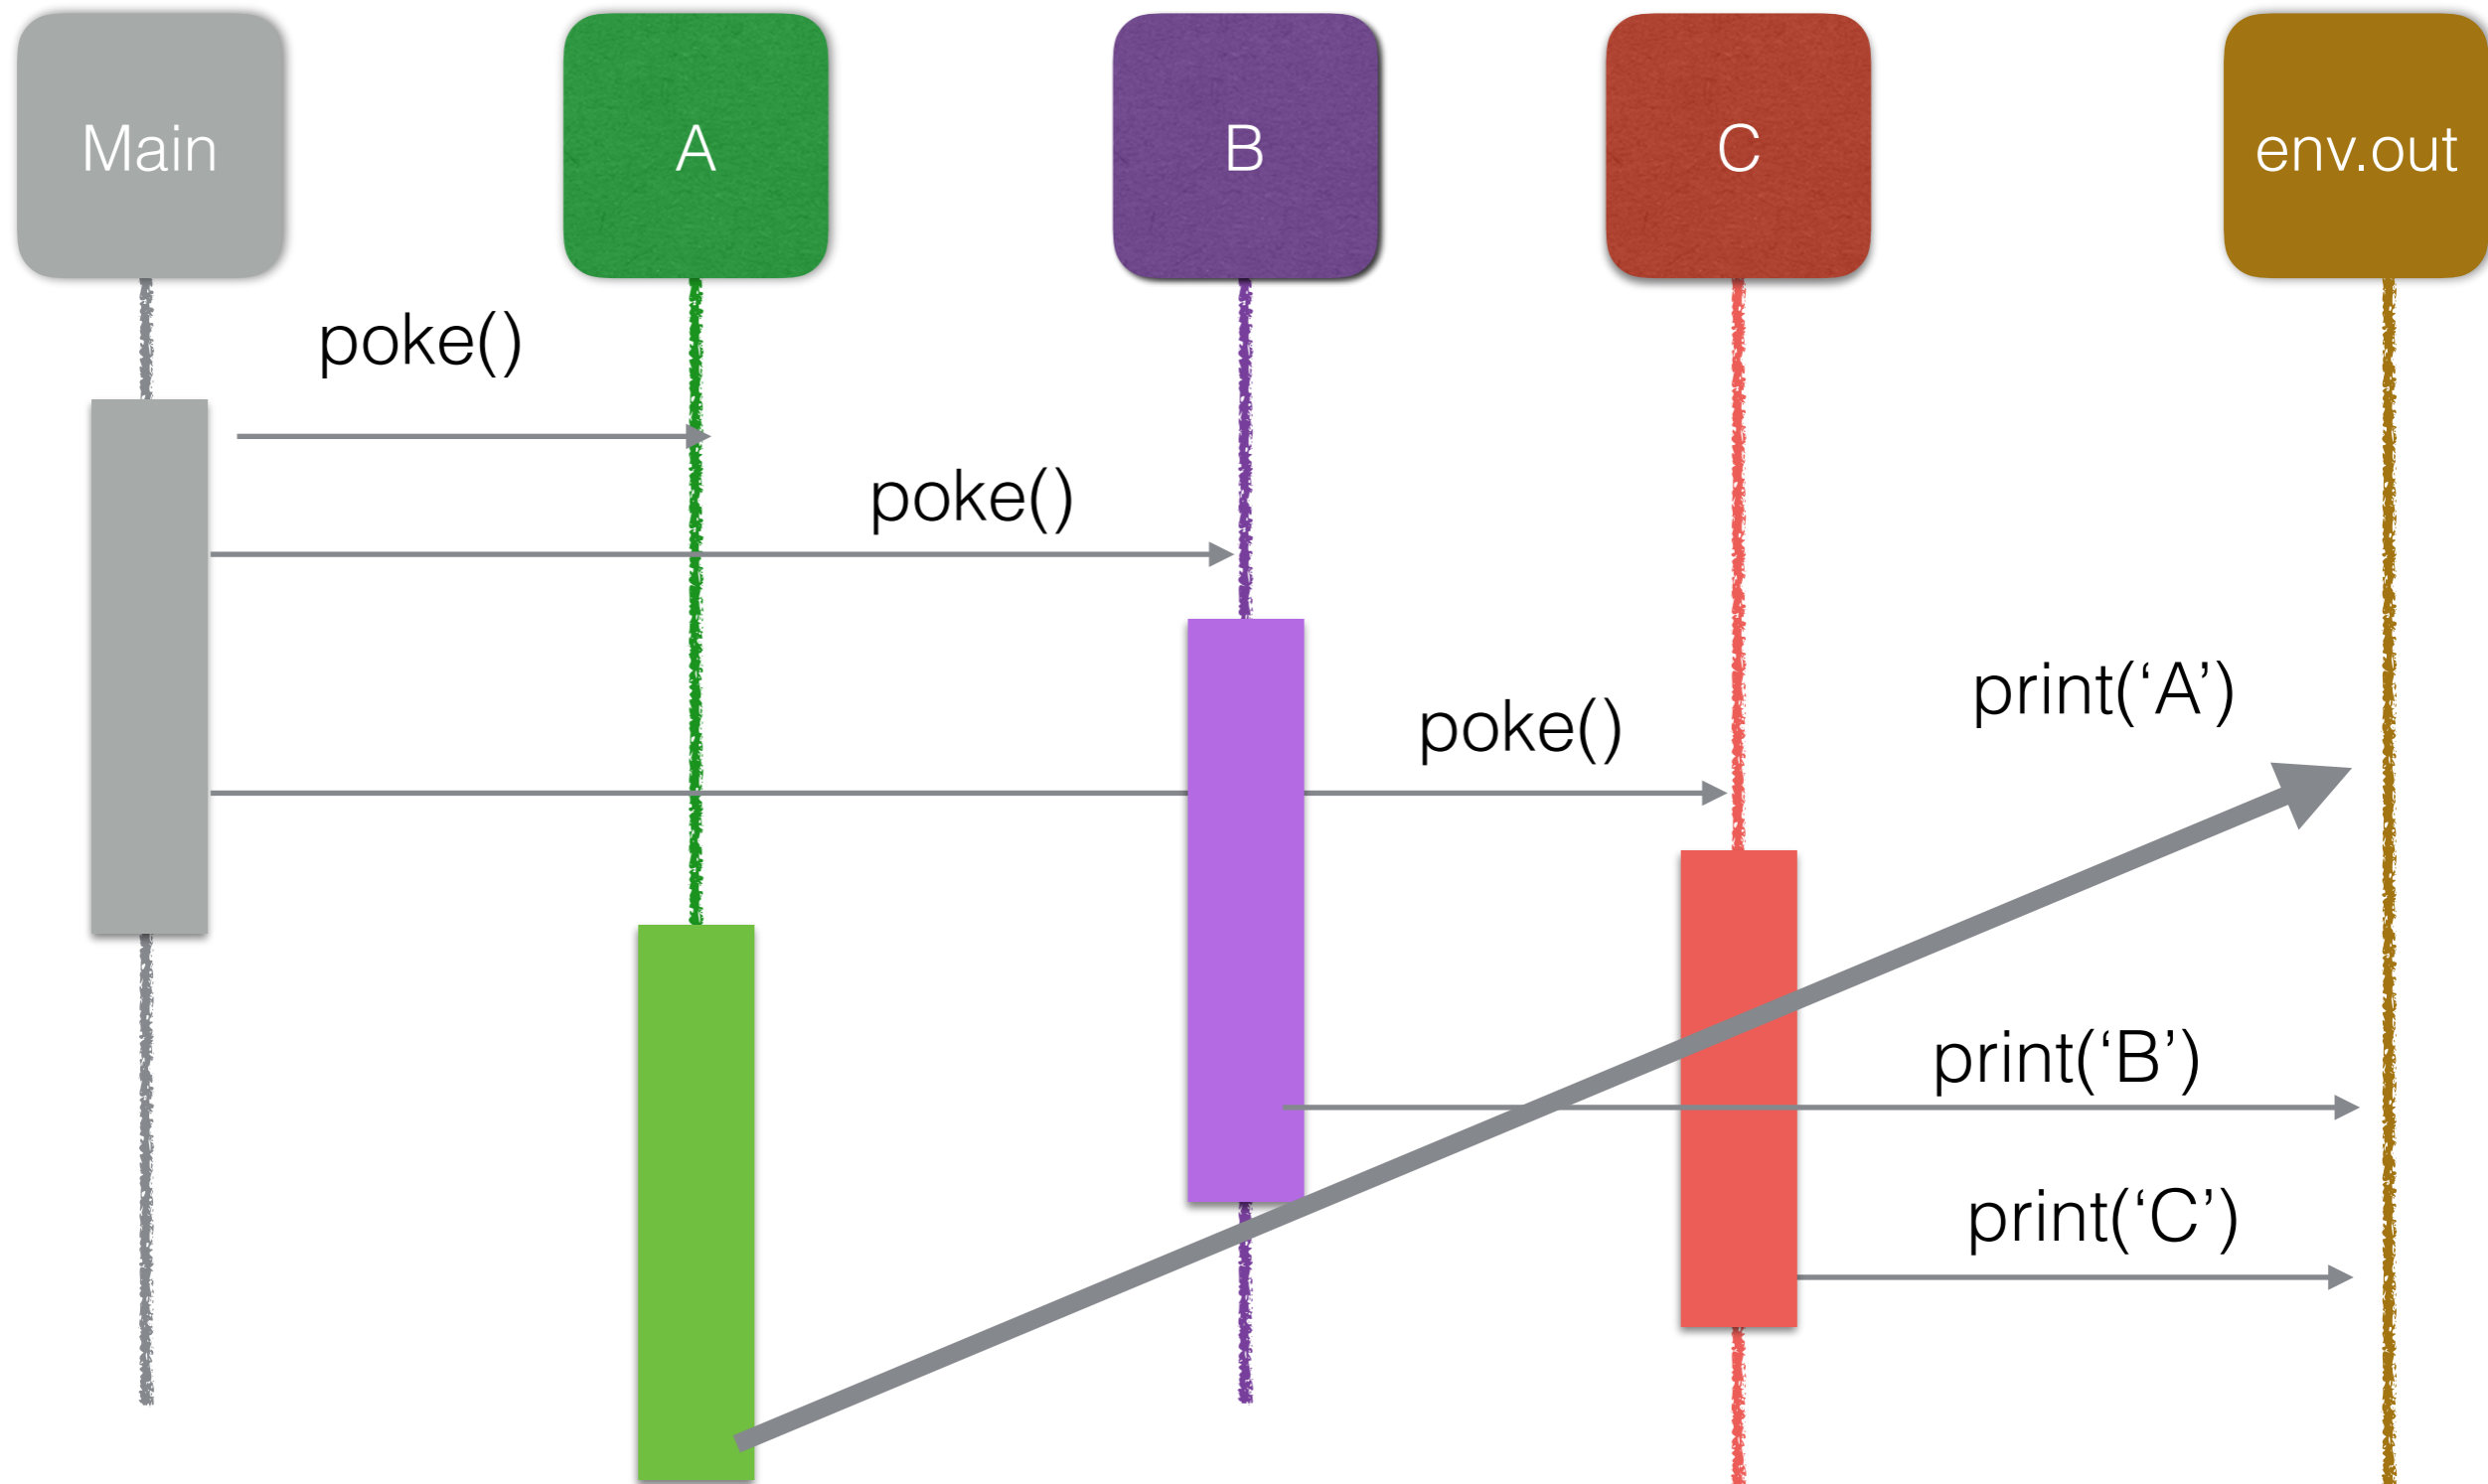 Main
A
B
C
env.out
poke()
poke()
poke()
print(‘A’)
print(‘B’)
print(‘C’)